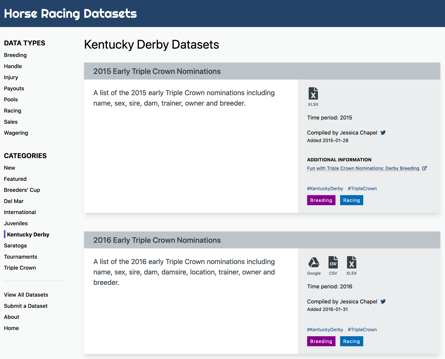 Horse Racing Datasets
DATA TYPES
Breeding
Handle
Injury
Payouts
Pools
Racing
Sales
Wagering
CATEGORIES
New
Featured
Breeders' Cup
Del Mar
International
Juveniles
Kentucky Derby
Saratoga
Tournaments
Triple Crown
View All Datasets
Submit a Dataset
About
Home
Kentucky Derby Datasets
2015 Early Triple Crown Nominations
A list of the 2015 early Triple Crown Nominations including
name, sex, sire, dam, trainer, owner and breeder.
XLSX
Time period: 2015
Compiled by Jessica Chapel
Added 2015-01-28
ADDITIONAL INFORMATION
Fun with Triple Crown Nominations: Derby Breeding
#KentuckyDerby #TripleCrown
Breeding Racing
2016 Early Triple Crown Nominations
A list of the 2016 early Triple Crown Nominations including
name, sex, sire, dam, damsire, location, trainer, owner and
breeder.
CSV
Google CSV XLSX
Time period: 2016
Compiled by Jessica Chapel
Added 2016-01-31
#KentuckyDerby #TripleCrown
Breeding Racing